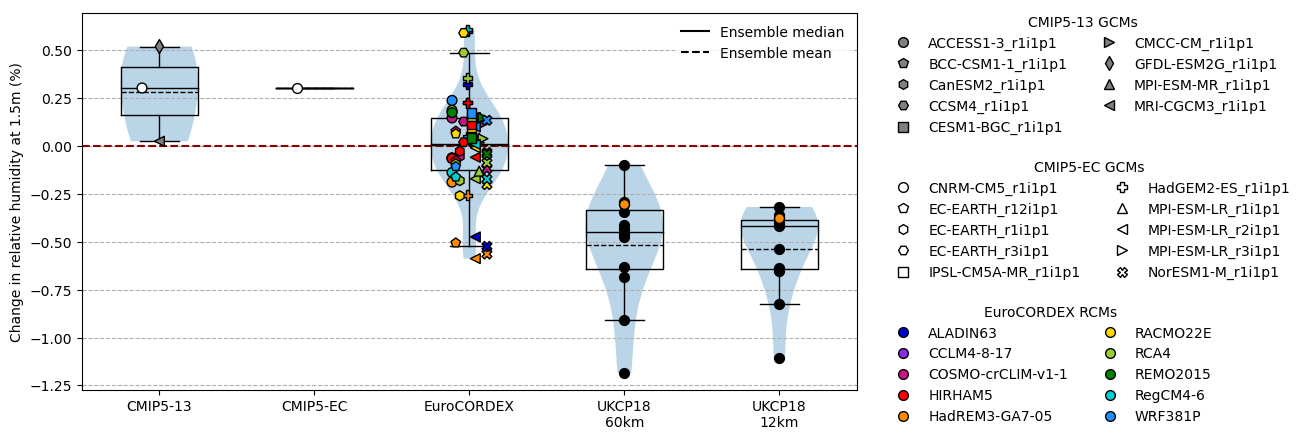 Change in relative humidity at 1.5m (%)
0.50
0.25
0.00
−0.25
−0.50
−0.75
−1.00
−1.25
Ensemble median
Ensemble mean
CMIP5-13
CMIP5-EC
EuroCORDEX
UKCP18
60km
UKCP18
12km
CMIP5-13 GCMs
ACCESS1-3_r1i1p1
BCC-CSM1-1_r1i1p1
CanESM2_r1i1p1
CCSM4_r1i1p1
CESM1-BGC_r1i1p1
CMCC-CM_r1i1p1
GFDL-ESM2G_r1i1p1
MPI-ESM-MR_r1i1p1
MRI-CGCM3_r1i1p1
CMIP5-EC GCMs
CNRM-CM5_r1i1p1
EC-EARTH_r12i1p1
EC-EARTH_r1i1p1
EC-EARTH_r3i1p1
IPSL-CM5A-MR_r1i1p1
HadGEM2-ES_r1i1p1
MPI-ESM-LR_r1i1p1
MPI-ESM-LR_r2i1p1
MPI-ESM-LR_r3i1p1
NorESM1-M_r1i1p1
EuroCORDEX RCMs
ALADIN63
CCLM4-8-17
COSMO-crCLIM-v1-1
HIRHAM5
HadREM3-GA7-05
RACMO22E
RCA4
REMO2015
RegCM4-6
WRF381P